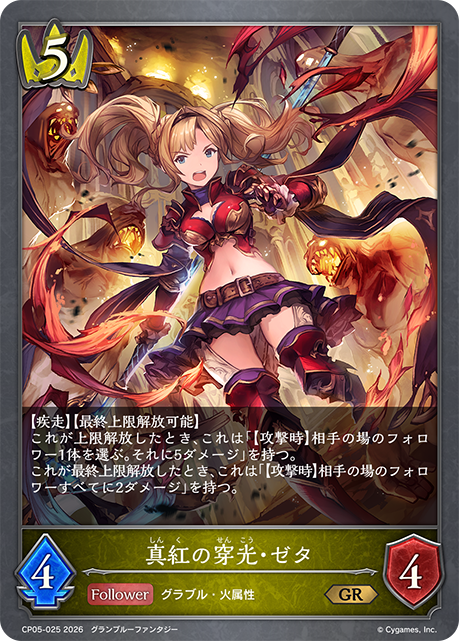 5
【疾走】【最終上限解放可能】
これが上限解放したとき、これは「【攻撃時】相手の場のフォロ
ワー1体を選ぶ。それに5ダメージ」を持つ。
これが最終上限解放したとき、これは「【攻撃時】相手の場のフォロ
ワーすべてに2ダメージ」を持つ。
しんく せんこう
真紅の穿光・ゼタ
4
Follower グラブル・火属性 GR
4
CP05-025 2026 グランブルーファンタジー © Cygames, Inc.